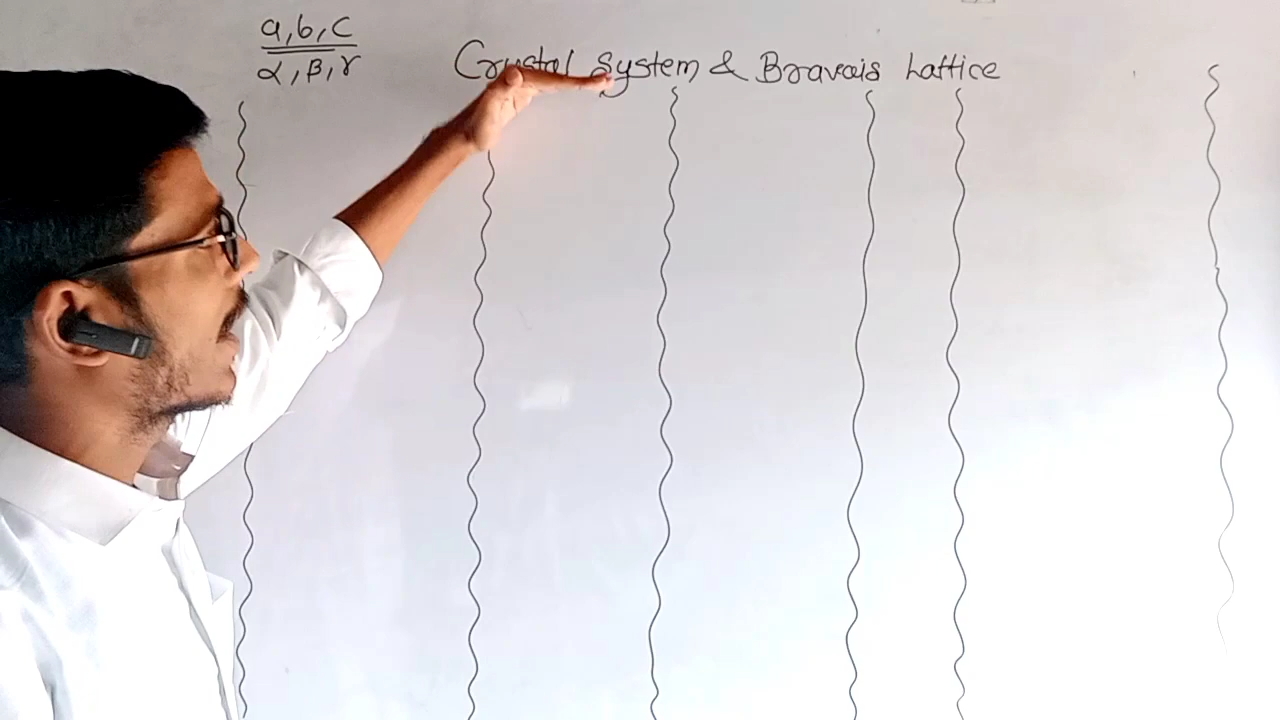 a, b, c
α, β, γ
Crystal System & Bravais Lattice